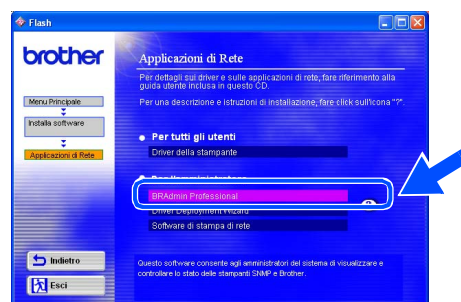 Flash
brother
Applicazioni di Rete
Per dettagli sui driver e sulle applicazioni di rete, fare riferimento alla
guida utente inclusa in questo CD.
Per una descrizione e istruzioni di installazione, fare click sull'icona "?".
Menu Principale
Installa software
Applicazioni di Rete
Per tutti gli utenti
Driver della stampante
Per l'amministratore
BRAdmin Professional
?
Driver Deployment Wizard
Software di stampa di rete
Indietro
Esci
Questo software consente agli amministratori del sistema di visualizzare e
controllare lo stato delle stampanti SNMP e Brother.